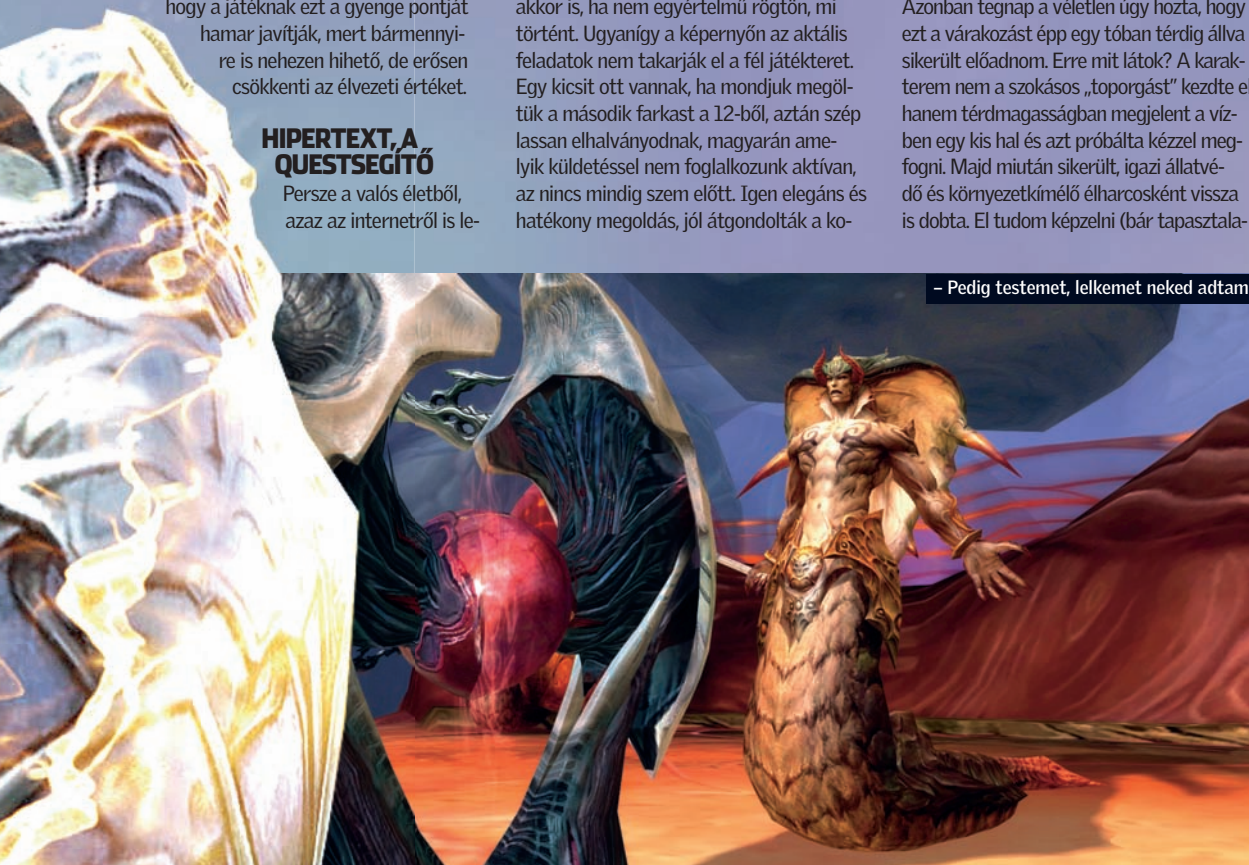 hogy a játéknak ezt a gyenge pontját
hamar javítják, mert bármennyi-
re is nehezen hihető, de erősen
csökkenti az élvezeti értéket.
HIPERTEXT, A
QUESTSEGÍTŐ
Persze a valós életből,
azaz az internetről is le-
akkor is, ha nem egyértelmű rögtön, mi
történt. Ugyanígy a képernyőn az aktális
feladatok nem takarják el a fél játékteret.
Egy kicsit ott vannak, ha mondjuk megöl-
tük a második farkast a 12-ből, aztán szép
lassan elhalványodnak, magyarán ame-
lyik küldetéssel nem foglalkozunk aktívan,
az nincs mindig szem előtt. Igen elegáns és
hatékony megoldás, jól átgondolták a ko-
Azonban tegnap a véletlen úgy hozta, hogy
ezt a várakozást épp egy tóban térdig állva
sikerült előadnom. Erre mit látok? A karak-
terem nem a szokásos „toporgást” kezdte el
hanem térdmagasságban megjelent a víz-
ben egy kis hal és azt próbálta kézzel meg-
fogni. Majd miután sikerült, igazi állatvé-
dő és környezetkímélő élharcosként vissza
is dobta. El tudom képzelni (bár tapasztala-
– Pedig testemet, lelkemet neked adtam